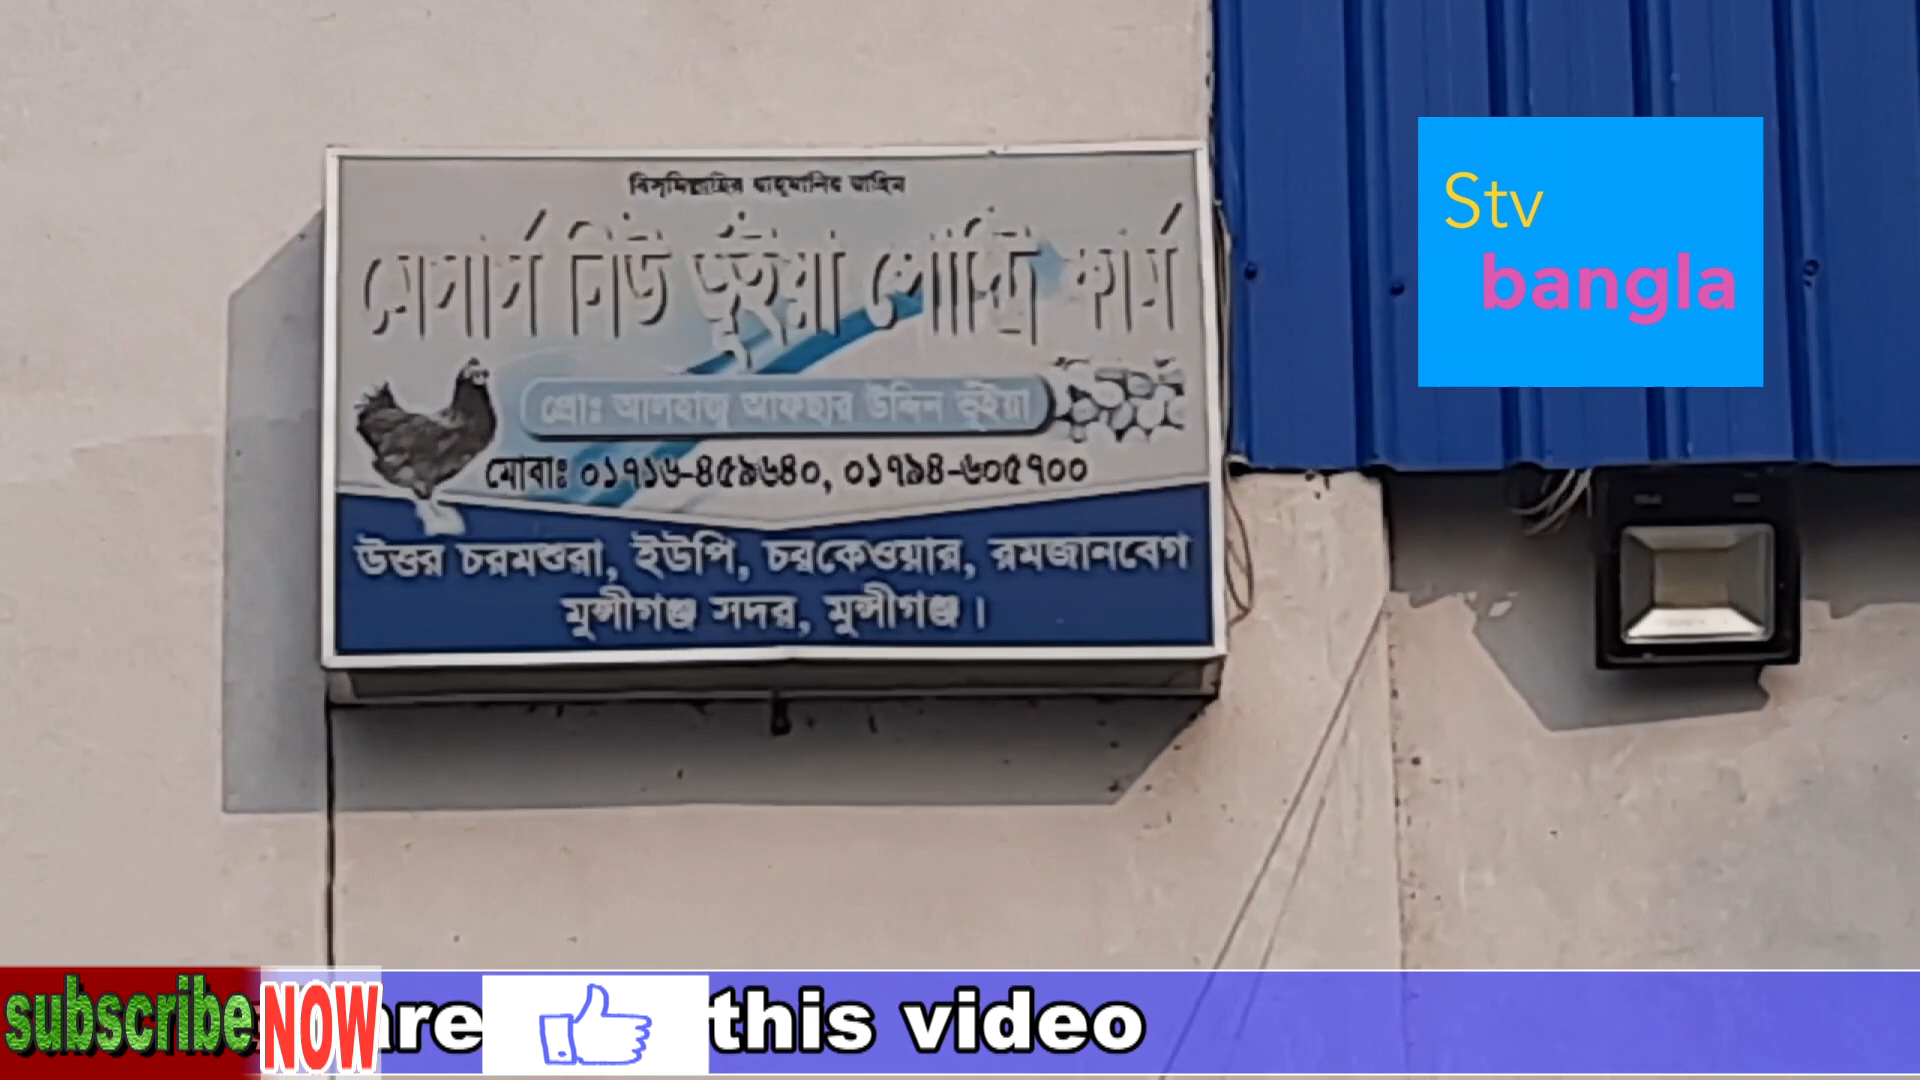 বিসমিল্লাহির রাহমানির রাহিম
মেসার্স নিউ ভূঁইয়া পোল্ট্রি ফার্ম
প্রোঃ আলহাজ্ব আফছার উদ্দিন ভূইয়া
মোবাঃ ০১৭১৬-৪৫৯৬৪০, ০১৭৯৪-৬০৫৭০০
উত্তর চরমশুরা, ইউপি, চরকেওয়ার, রমজানবেগ
মুন্সীগঞ্জ সদর, মুন্সীগঞ্জ।
Stv
bangla
subscribe NOW this video